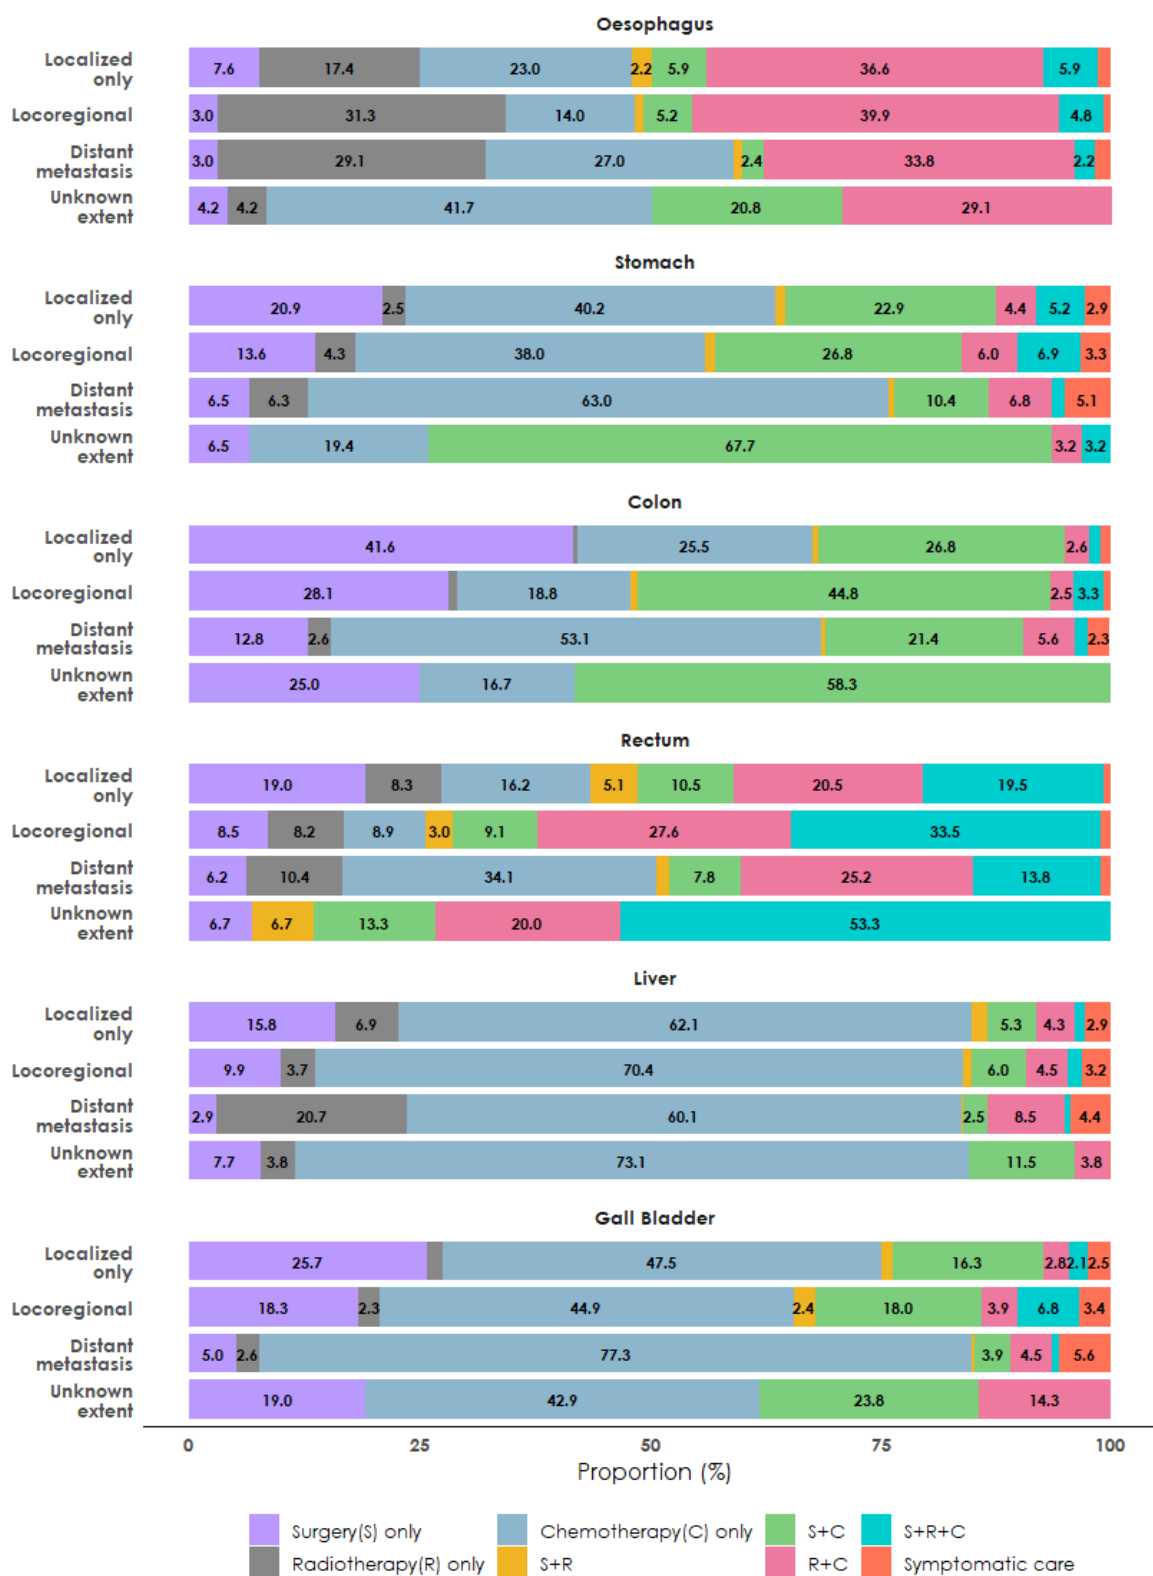 Oesophagus
Localized
only
7.6 17.4 23.0 2.2 5.9 36.6 5.9
Locoregional 3.0 31.3 14.0 5.2 39.9 4.8
Distant
metastasis
3.0 29.1 27.0 2.4 33.8 2.2
Unknown
extent
4.2 4.2 41.7 20.8 29.1
Stomach
Localized
only
20.9 2.5 40.2 22.9 4.4 5.2 2.9
Locoregional 13.6 4.3 38.0 26.8 6.0 6.9 3.3
Distant
metastasis
6.5 6.3 63.0 10.4 6.8 5.1
Unknown
extent
6.5 19.4 67.7 3.2 3.2
Colon
Localized
only
41.6 25.5 26.8 2.6
Locoregional 28.1 18.8 44.8 2.5 3.3
Distant
metastasis
12.8 2.6 53.1 21.4 5.6 2.3
Unknown
extent
25.0 16.7 58.3
Rectum
Localized
only
19.0 8.3 16.2 5.1 10.5 20.5 19.5
Locoregional 8.5 8.2 8.9 3.0 9.1 27.6 33.5
Distant
metastasis
6.2 10.4 34.1 7.8 25.2 13.8
Unknown
extent
6.7 6.7 13.3 20.0 53.3
Liver
Localized
only
15.8 6.9 62.1 5.3 4.3 2.9
Locoregional 9.9 3.7 70.4 6.0 4.5 3.2
Distant
metastasis
2.9 20.7 60.1 2.5 8.5 4.4
Unknown
extent
7.7 3.8 73.1 11.5 3.8
Gall Bladder
Localized
only
25.7 47.5 16.3 2.8 2.1 2.5
Locoregional 18.3 2.3 44.9 2.4 18.0 3.9 6.8 3.4
Distant
metastasis
5.0 2.6 77.3 3.9 4.5 5.6
Unknown
extent
19.0 42.9 23.8 14.3
0 25 50 75 100
Proportion (%)
Surgery(S) only Chemotherapy(C) only S+C S+R+C
Radiotherapy(R) only S+R R+C Symptomatic care